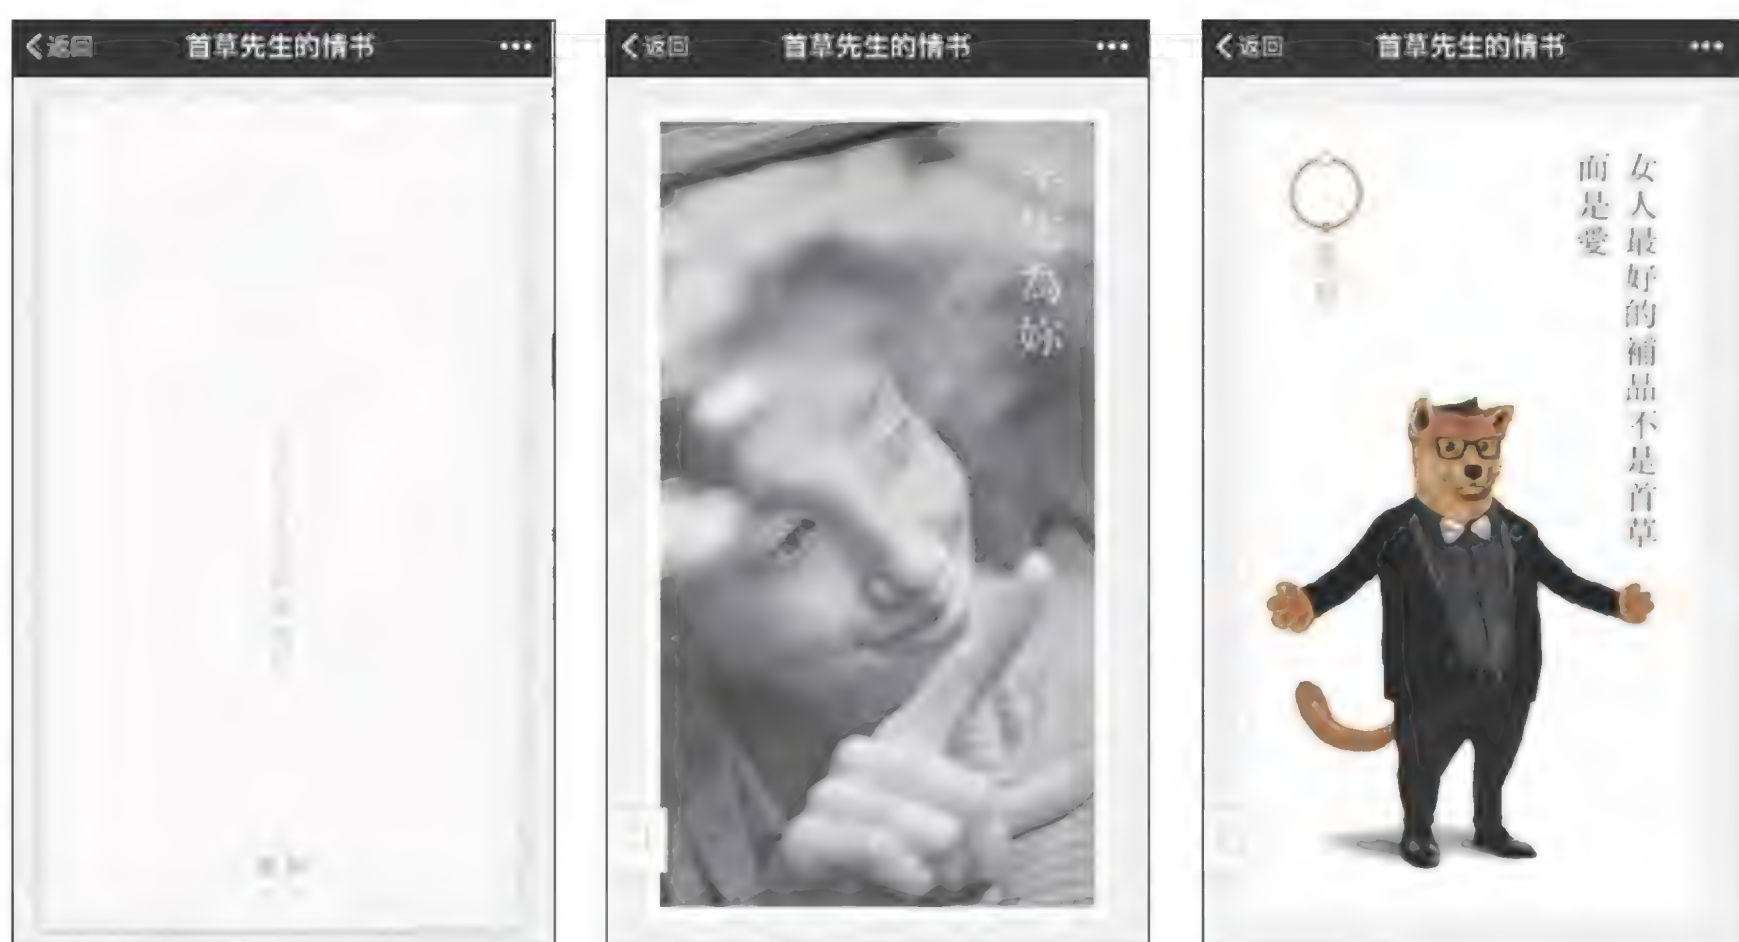 返回
首草先生的情书
返回
首草先生的情书
為妳
返回
首草先生的情书
女人最好的補品不是首草
而是愛